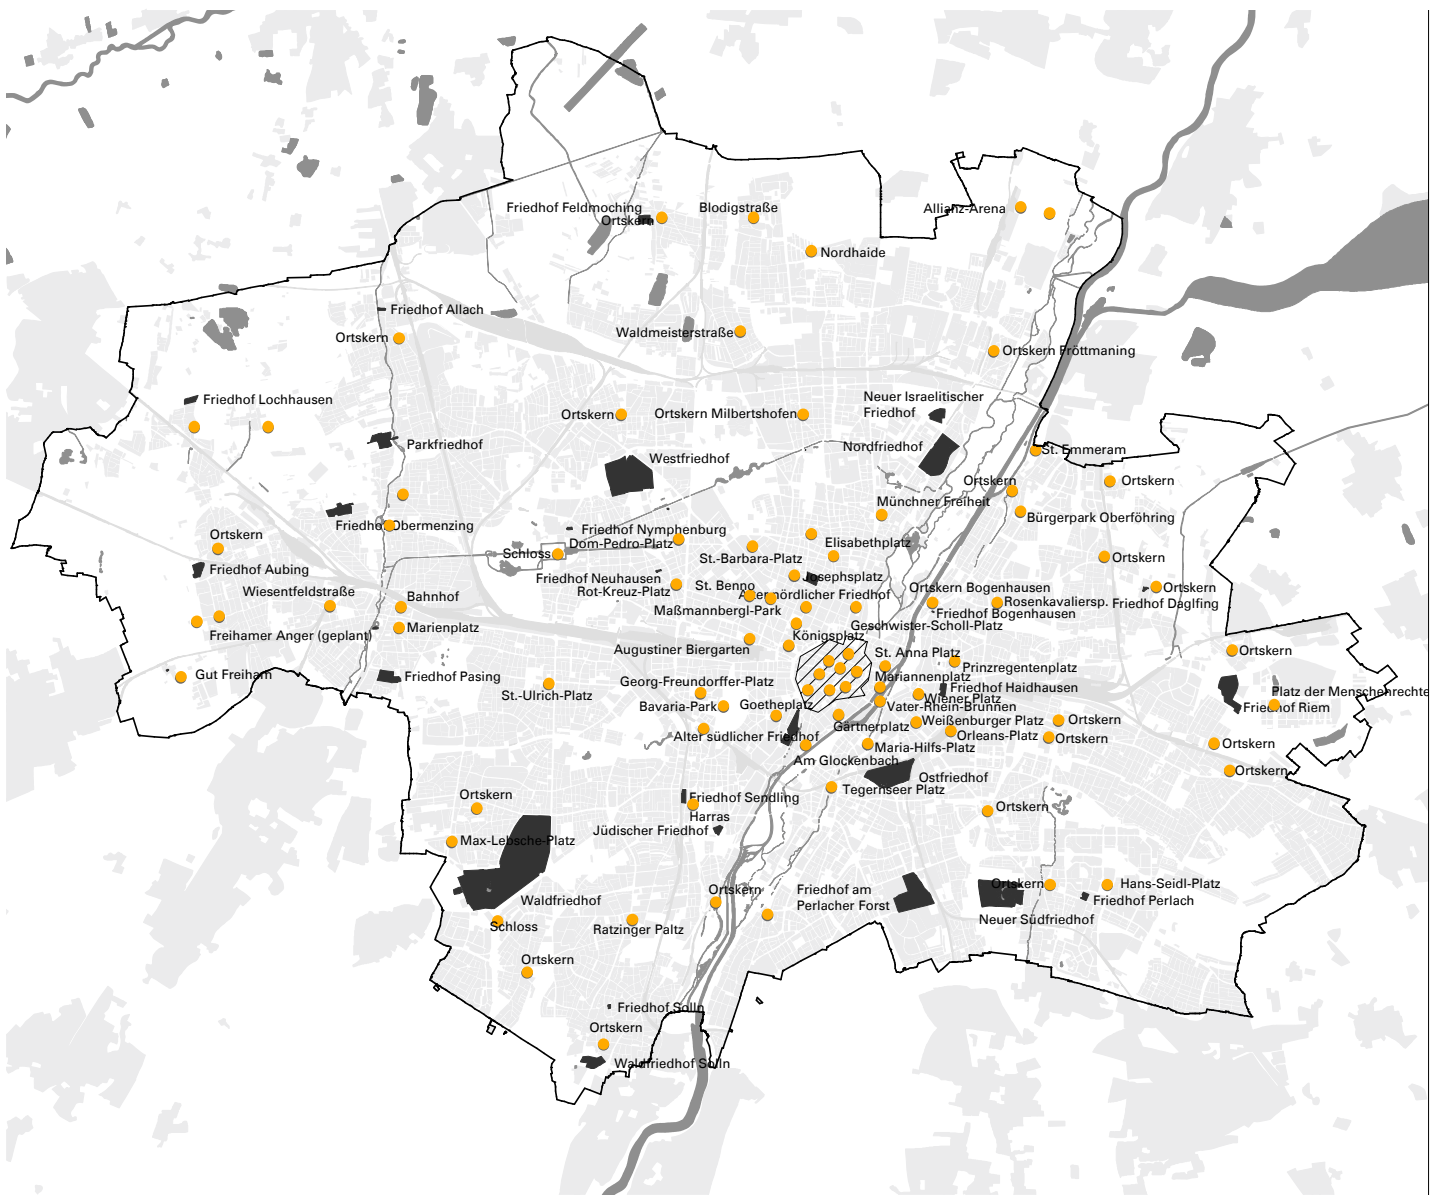 Friedhof Feldmoching
Ortskern
Blodigstraße
Allianz-Arena
Nordhaide
Friedhof Allach
Ortskern
Waldmeisterstraße
Ortskern Fröttmaning
Friedhof Lochhausen
Ortskern
Ortskern Milbertshofen
Neuer Israelitischer
Friedhof
Parkfriedhof
Nordfriedhof
St. Emmeram
Westfriedhof
Ortskern
Ortskern
Münchner Freiheit
Bürgerpark Oberföhring
Friedhof Obermenzing
Friedhof Nymphenburg
Ortskern
Dom-Pedro-Platz
Elisabethplatz
Schloss
St.-Barbara-Platz
Ortskern
Friedhof Aubing
Friedhof Neuhausen
Josephsplatz
Rot-Kreuz-Platz
St. Benno
Ortskern Bogenhausen
Ortskern
Wiesentfeldstraße
Bahnhof
Alter nördlicher Friedhof
Rosenkavaliersp.
Friedhof Daglfing
Maßmannbergl-Park
Friedhof Bogenhausen
Marienplatz
Geschwister-Scholl-Platz
Freihamer Anger (geplant)
Königsplatz
Augustiner Biergarten
St. Anna Platz
Ortskern
Prinzregentenplatz
Gut Freiham
Friedhof Pasing
Mariannenplatz
Georg-Freundorffer-Platz
Friedhof Haidhausen
St.-Ulrich-Platz
Platz der Menschenrechte
Wiener Platz
Bavaria-Park
Goetheplatz
Vater-Rhein-Brunnen
Friedhof Riem
Weißenburger Platz
Ortskern
Gärtnerplatz
Alter südlicher Friedhof
Orleans-Platz
Ortskern
Maria-Hilfs-Platz
Ortskern
Am Glockenbach
Ortskern
Ostfriedhof
Tegernseer Platz
Ortskern
Friedhof Sendling
Ortskern
Harras
Jüdischer Friedhof
Max-Lebsche-Platz
Ortskern
Friedhof am
Perlacher Forst
Ortskern
Hans-Seidl-Platz
Waldfriedhof
Friedhof Perlach
Neuer Südfriedhof
Schloss
Ratzinger Paltz
Ortskern
Friedhof Solln
Ortskern
Waldfriedhof Solln